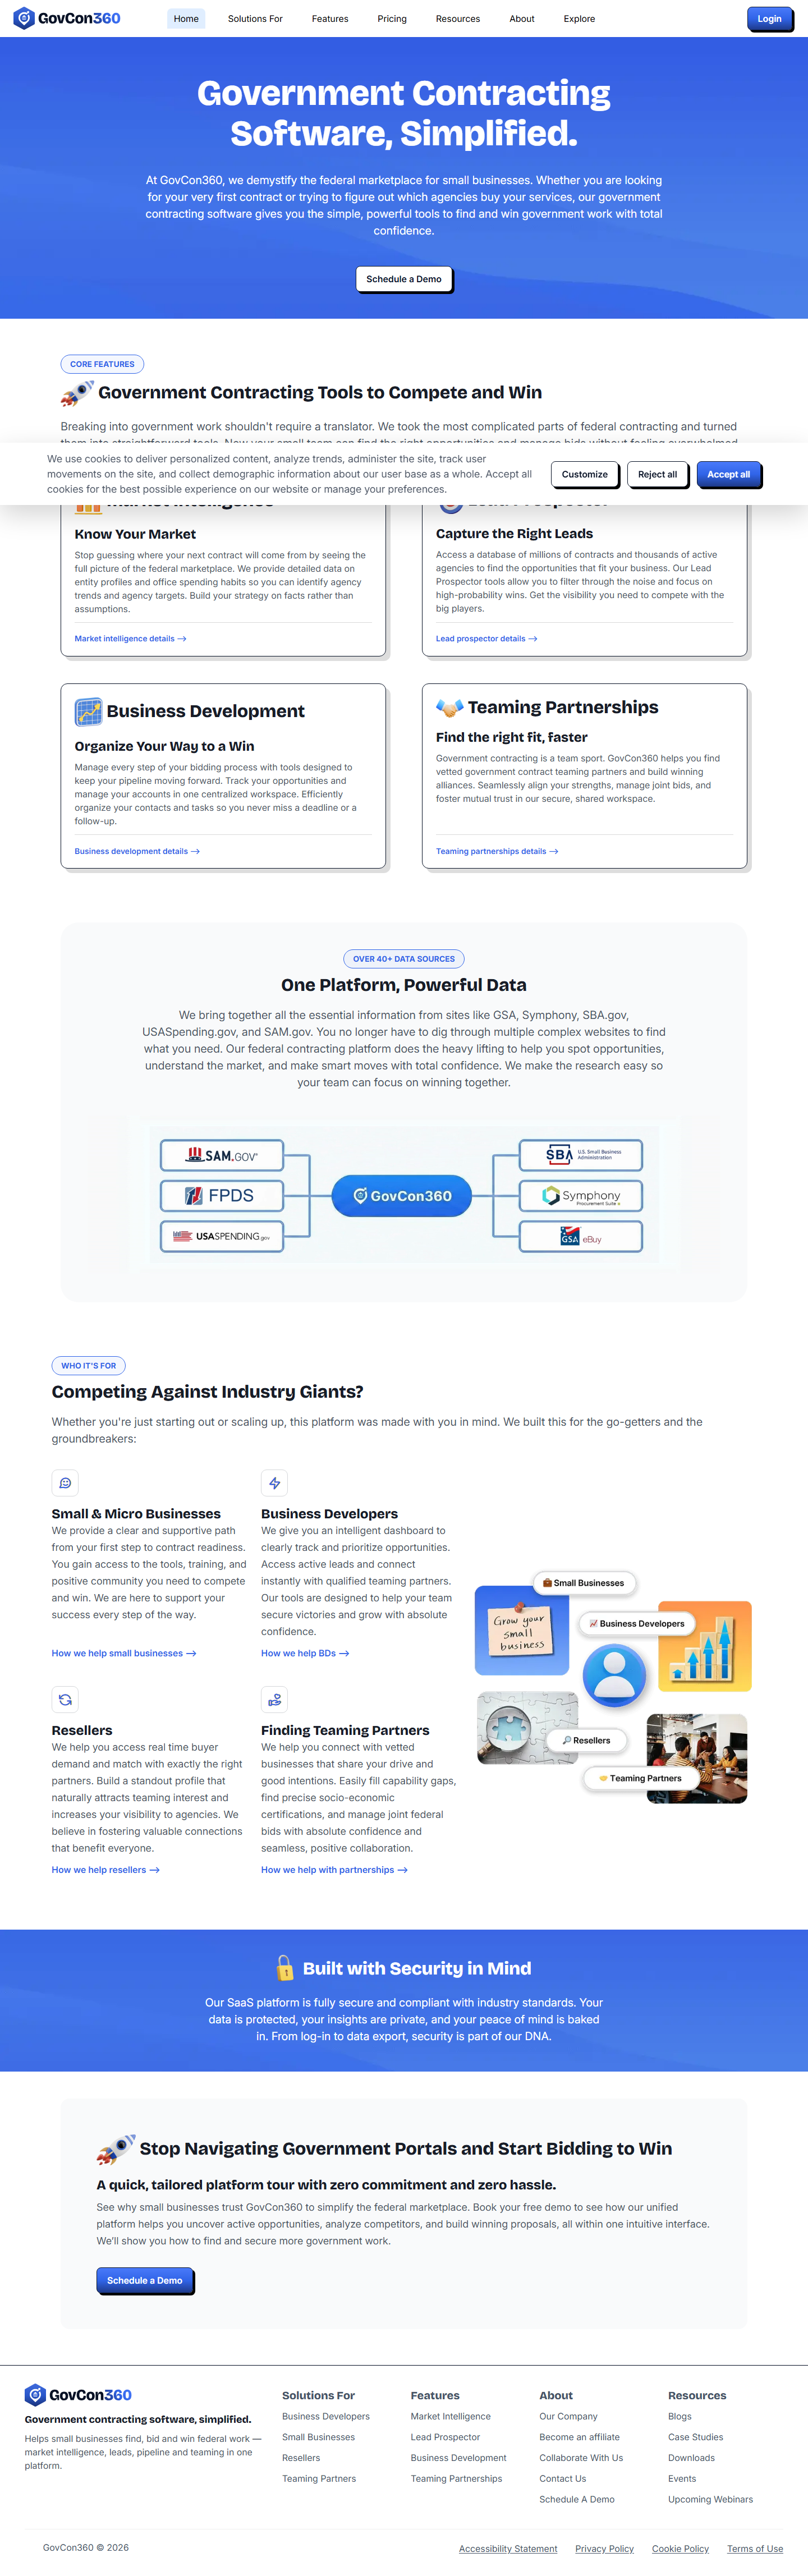 GovCon360
Home
Solutions For
Features
Pricing
Resources
About
Explore
Login
Government Contracting
Software, Simplified.
At GovCon360, we demystify the federal marketplace for small businesses. Whether you are looking
for your very first contract or trying to figure out which agencies buy your services, our government
contracting software gives you the simple, powerful tools to find and win government work with total
confidence.
Schedule a Demo
CORE FEATURES
Government Contracting Tools to Compete and Win
Breaking into government work shouldn't require a translator. We took the most complicated parts of federal contracting and turned
We use cookies to deliver personalized content, analyze trends, administer the site, track user
movements on the site, and collect demographic information about our user base as a whole. Accept all
cookies for the best possible experience on our website or manage your preferences.
Customize
Reject all
Accept all
Know Your Market
Stop guessing where your next contract will come from by seeing the
full picture of the federal marketplace. We provide detailed data on
entity profiles and office spending habits so you can identify agency
trends and agency targets. Build your strategy on facts rather than
assumptions.
Market intelligence details →
Capture the Right Leads
Access a database of millions of contracts and thousands of active
agencies to find the opportunities that fit your business. Our Lead
Prospector tools allow you to filter through the noise and focus on
high-probability wins. Get the visibility you need to compete with the
big players.
Lead prospector details →
Business Development
Organize Your Way to a Win
Manage every step of your bidding process with tools designed to
keep your pipeline moving forward. Track your opportunities and
manage your accounts in one centralized workspace. Efficiently
organize your contacts and tasks so you never miss a deadline or a
follow-up.
Business development details →
Teaming Partnerships
Find the right fit, faster
Government contracting is a team sport. GovCon360 helps you find
vetted government contract teaming partners and build winning
alliances. Seamlessly align your strengths, manage joint bids, and
foster mutual trust in our secure, shared workspace.
Teaming partnerships details →
OVER 40+ DATA SOURCES
One Platform, Powerful Data
We bring together all the essential information from sites like GSA, Symphony, SBA.gov,
USASpending.gov, and SAM.gov. You no longer have to dig through multiple complex websites to find
what you need. Our federal contracting platform does the heavy lifting to help you spot opportunities,
understand the market, and make smart moves with total confidence. We make the research easy so
your team can focus on winning together.
SAM.GOV
FPDS
USASPENDING.gov
GovCon360
SBA U.S. Small Business
Administration
Symphony
Procurement Suite
GSA eBuy
WHO IT'S FOR
Competing Against Industry Giants?
Whether you're just starting out or scaling up, this platform was made with you in mind. We built this for the go-getters and the
groundbreakers:
Small & Micro Businesses
We provide a clear and supportive path
from your first step to contract readiness.
You gain access to the tools, training, and
positive community you need to compete
and win. We are here to support your
success every step of the way.
How we help small businesses →
Business Developers
We give you an intelligent dashboard to
clearly track and prioritize opportunities.
Access active leads and connect
instantly with qualified teaming partners.
Our tools are designed to help your team
secure victories and grow with absolute
confidence.
How we help BDs →
Resellers
We help you access real time buyer
demand and match with exactly the right
partners. Build a standout profile that
naturally attracts teaming interest and
increases your visibility to agencies. We
believe in fostering valuable connections
that benefit everyone.
How we help resellers →
Finding Teaming Partners
We help you connect with vetted
businesses that share your drive and
good intentions. Easily fill capability gaps,
find precise socio-economic
certifications, and manage joint federal
bids with absolute confidence and
seamless, positive collaboration.
How we help with partnerships →
Small Businesses
Grow your
small
business
Business Developers
Resellers
Teaming Partners
Built with Security in Mind
Our SaaS platform is fully secure and compliant with industry standards. Your
data is protected, your insights are private, and your peace of mind is baked
in. From log-in to data export, security is part of our DNA.
Stop Navigating Government Portals and Start Bidding to Win
A quick, tailored platform tour with zero commitment and zero hassle.
See why small businesses trust GovCon360 to simplify the federal marketplace. Book your free demo to see how our unified
platform helps you uncover active opportunities, analyze competitors, and build winning proposals, all within one intuitive interface.
We'll show you how to find and secure more government work.
Schedule a Demo
GovCon360
Government contracting software, simplified.
Helps small businesses find, bid and win federal work —
market intelligence, leads, pipeline and teaming in one
platform.
Solutions For
Business Developers
Small Businesses
Resellers
Teaming Partners
Features
Market Intelligence
Lead Prospector
Business Development
Teaming Partnerships
About
Our Company
Become an affiliate
Collaborate With Us
Contact Us
Schedule A Demo
Resources
Blogs
Case Studies
Downloads
Events
Upcoming Webinars
GovCon360 © 2026
Accessibility Statement
Privacy Policy
Cookie Policy
Terms of Use